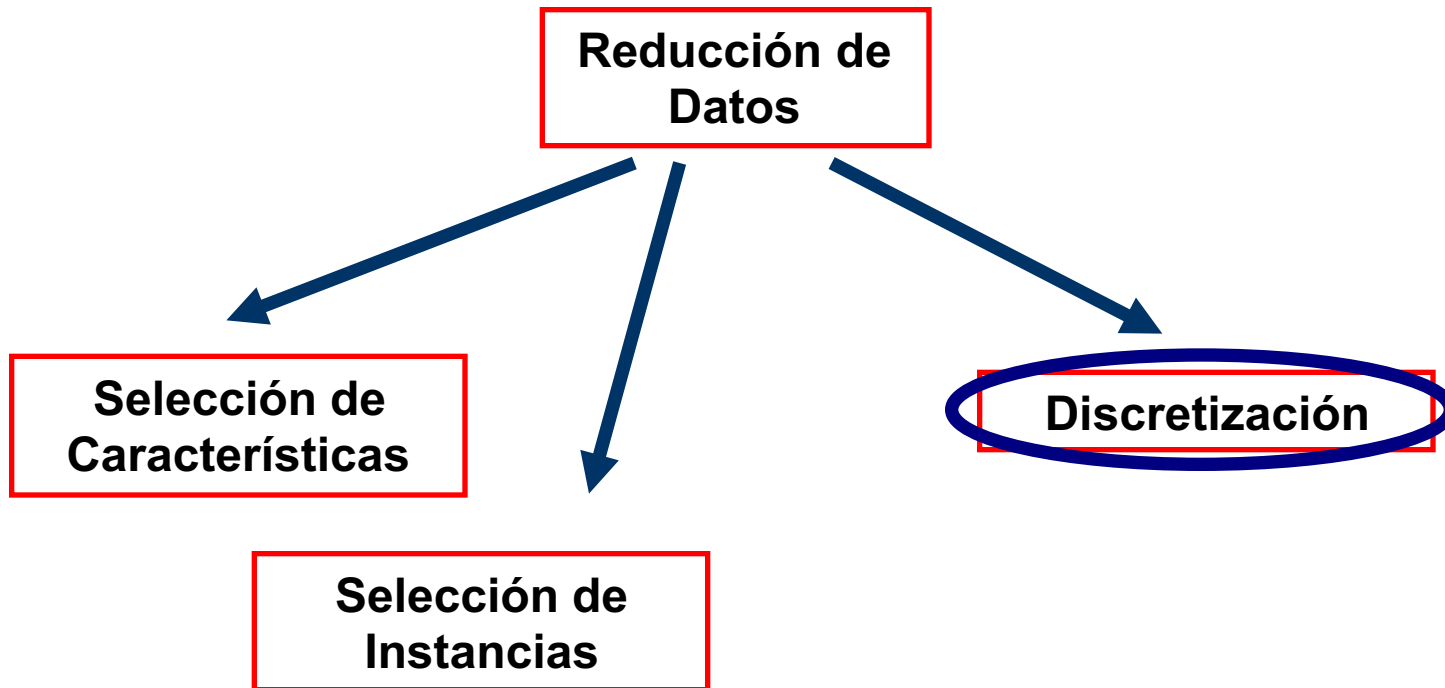 Reducción de
Datos
Selección de
Características
Discretización
Selección de
Instancias